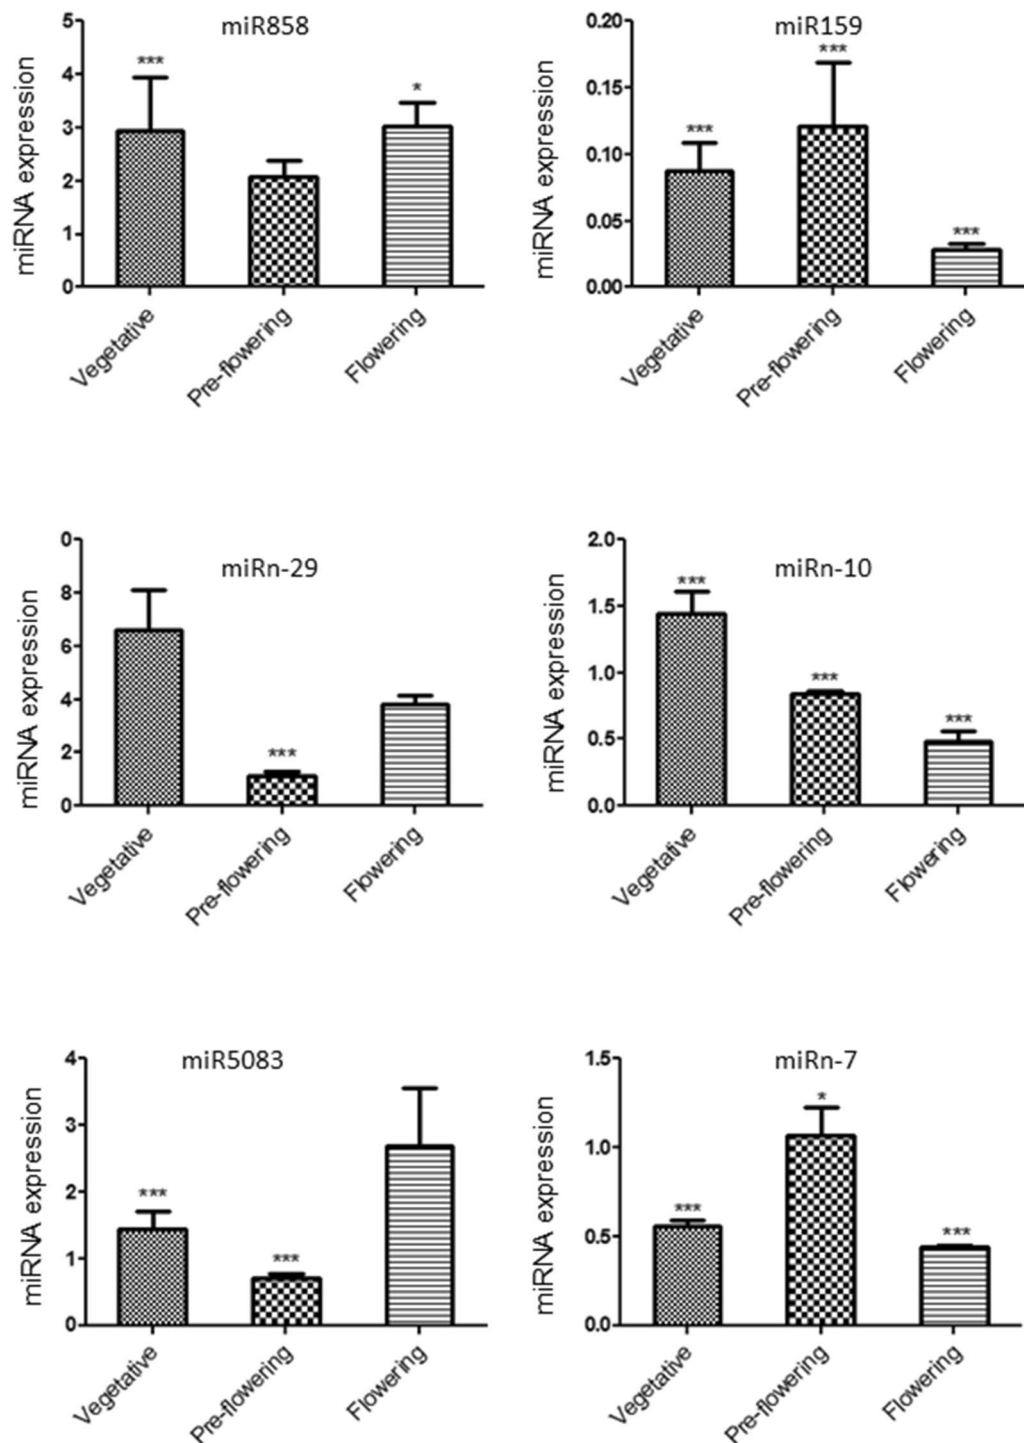 miR858
miRNA expression
5
4
3
2
1
0
***
*
Vegetative
Pre-flowering
Flowering
miR159
miRNA expression
0.20
0.15
0.10
0.05
0.00
***
***
***
Vegetative
Pre-flowering
Flowering
miRn-29
miRNA expression
0
8
6
4
2
0
***
Vegetative
Pre-flowering
Flowering
miRn-10
miRNA expression
2.0
1.5
1.0
0.5
0.0
***
***
***
Vegetative
Pre-flowering
Flowering
miR5083
miRNA expression
4
3
2
1
0
***
***
Vegetative
Pre-flowering
Flowering
miRn-7
miRNA expression
1.5
1.0
0.5
0.0
***
*
***
Vegetative
Pre-flowering
Flowering